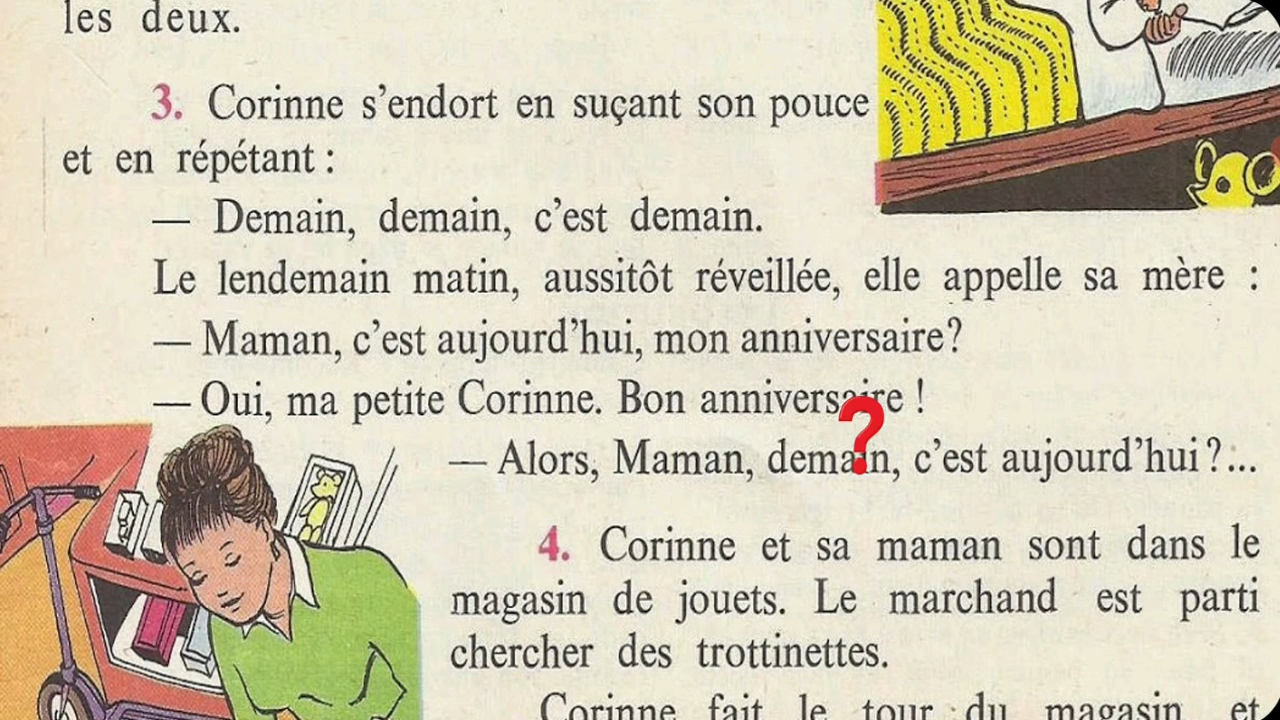 les deux.
3. Corinne s'endort en suçant son pouce
et en répétant :
— Demain, demain, c'est demain.
Le lendemain matin, aussitôt réveillée, elle appelle sa mère :
— Maman, c'est aujourd'hui, mon anniversaire?
— Oui, ma petite Corinne. Bon anniversaire !
?
— Alors, Maman, demain, c'est aujourd'hui?...
4. Corinne et sa maman sont dans le
magasin de jouets. Le marchand est parti
chercher des trottinettes.
Corinne fait le tour du magasin et